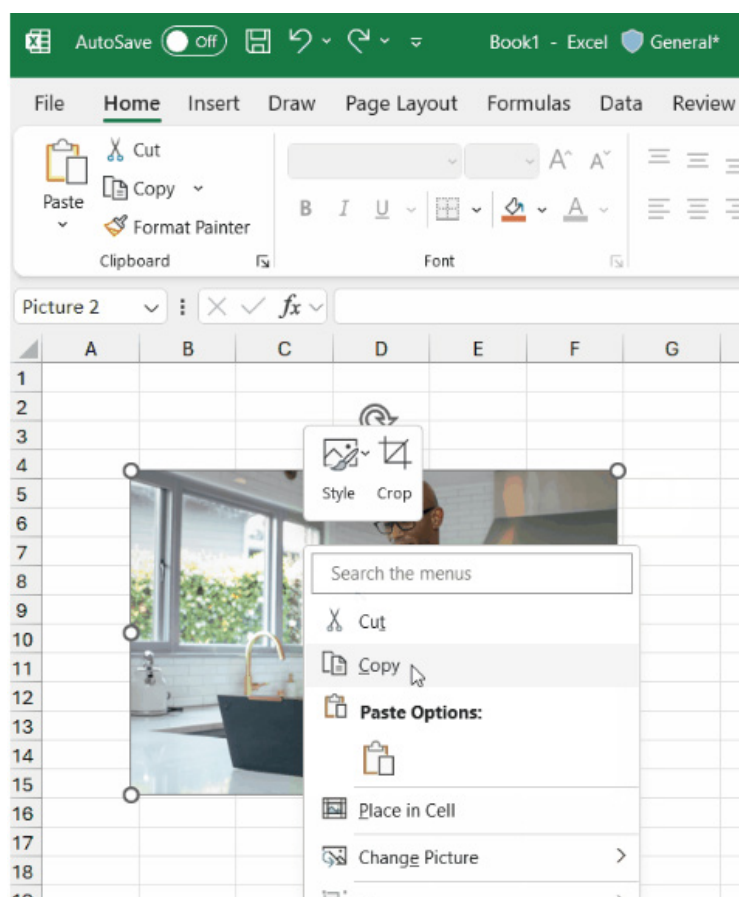 AutoSave Off Book1 - Excel General*
File Home Insert Draw Page Layout Formulas Data Review
Paste
Cut
Copy
Format Painter
Clipboard
B I U A A^ Aˇ
Font
Picture 2 fx
A B C D E F G
1
2
3
4
5
6
7
8
9
10
11
12
13
14
15
16
17
18
Style Crop
Search the menus
Cut
Copy
Paste Options:
Place in Cell
Change Picture